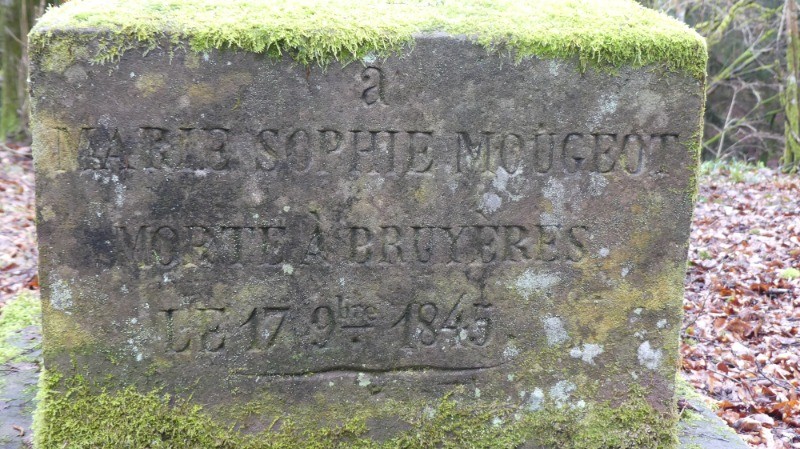 a
MARIE SOPHIE MOUGEOT
MORTE À BRUYERES
LE 17 9bre 1845